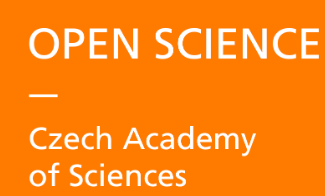 OPEN SCIENCE
—
Czech Academy
of Sciences